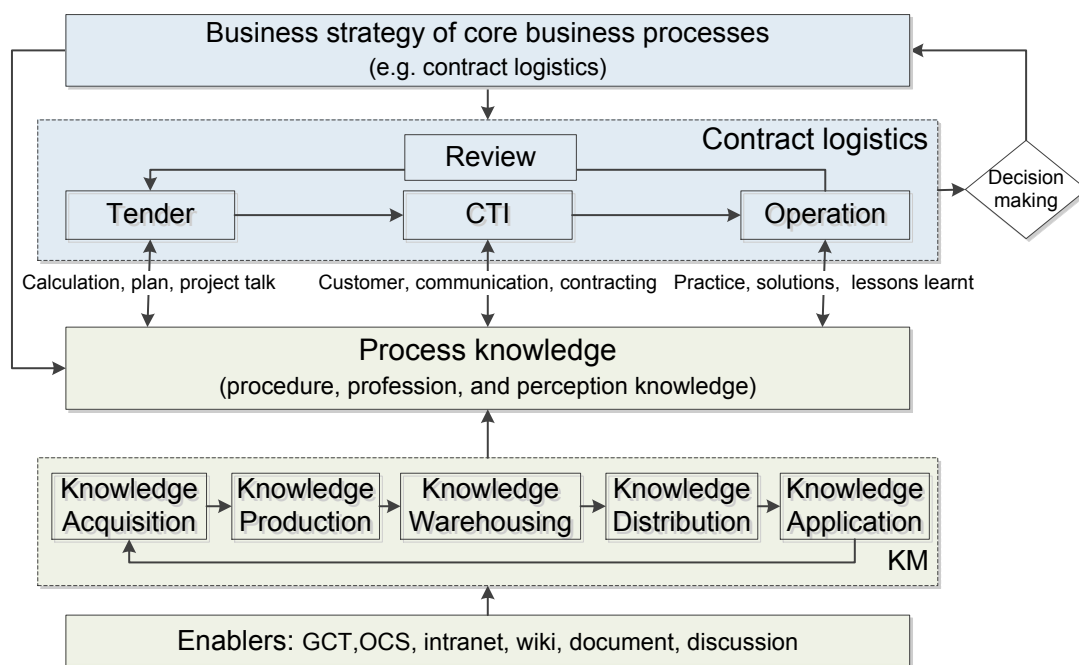 Business strategy of core business processes
(e.g. contract logistics)
Contract logistics
Review
Decision
making
Tender
CTI
Operation
Calculation, plan, project talk
Customer, communication, contracting
Practice, solutions, lessons learnt
Process knowledge
(procedure, profession, and perception knowledge)
Knowledge
Acquisition
Knowledge
Production
Knowledge
Warehousing
Knowledge
Distribution
Knowledge
Application
KM
Enablers: GCT,OCS, intranet, wiki, document, discussion